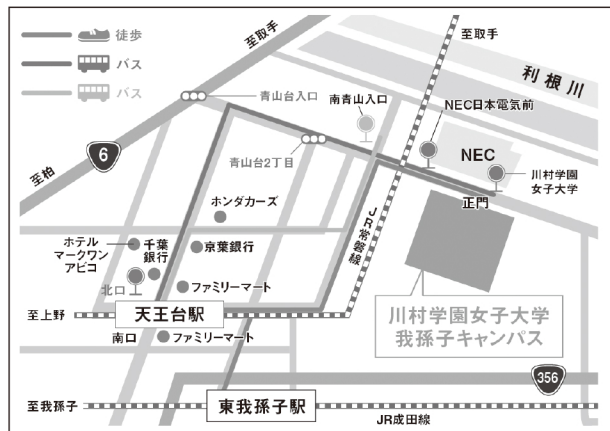 徒歩
バス
バス
至取手
至取手
利根川
青山台入口
南青山入口
NEC日本電気前
6
NEC
川村学園
女子大学
至柏
青山台2丁目
正門
ホンダカーズ
JR常磐線
ホテル
マークワン
アビコ
千葉
銀行
京葉銀行
北口
ファミリーマート
至上野
天王台駅
川村学園女子大学
我孫子キャンパス
南口
ファミリーマート
356
至我孫子
東我孫子駅
JR成田線